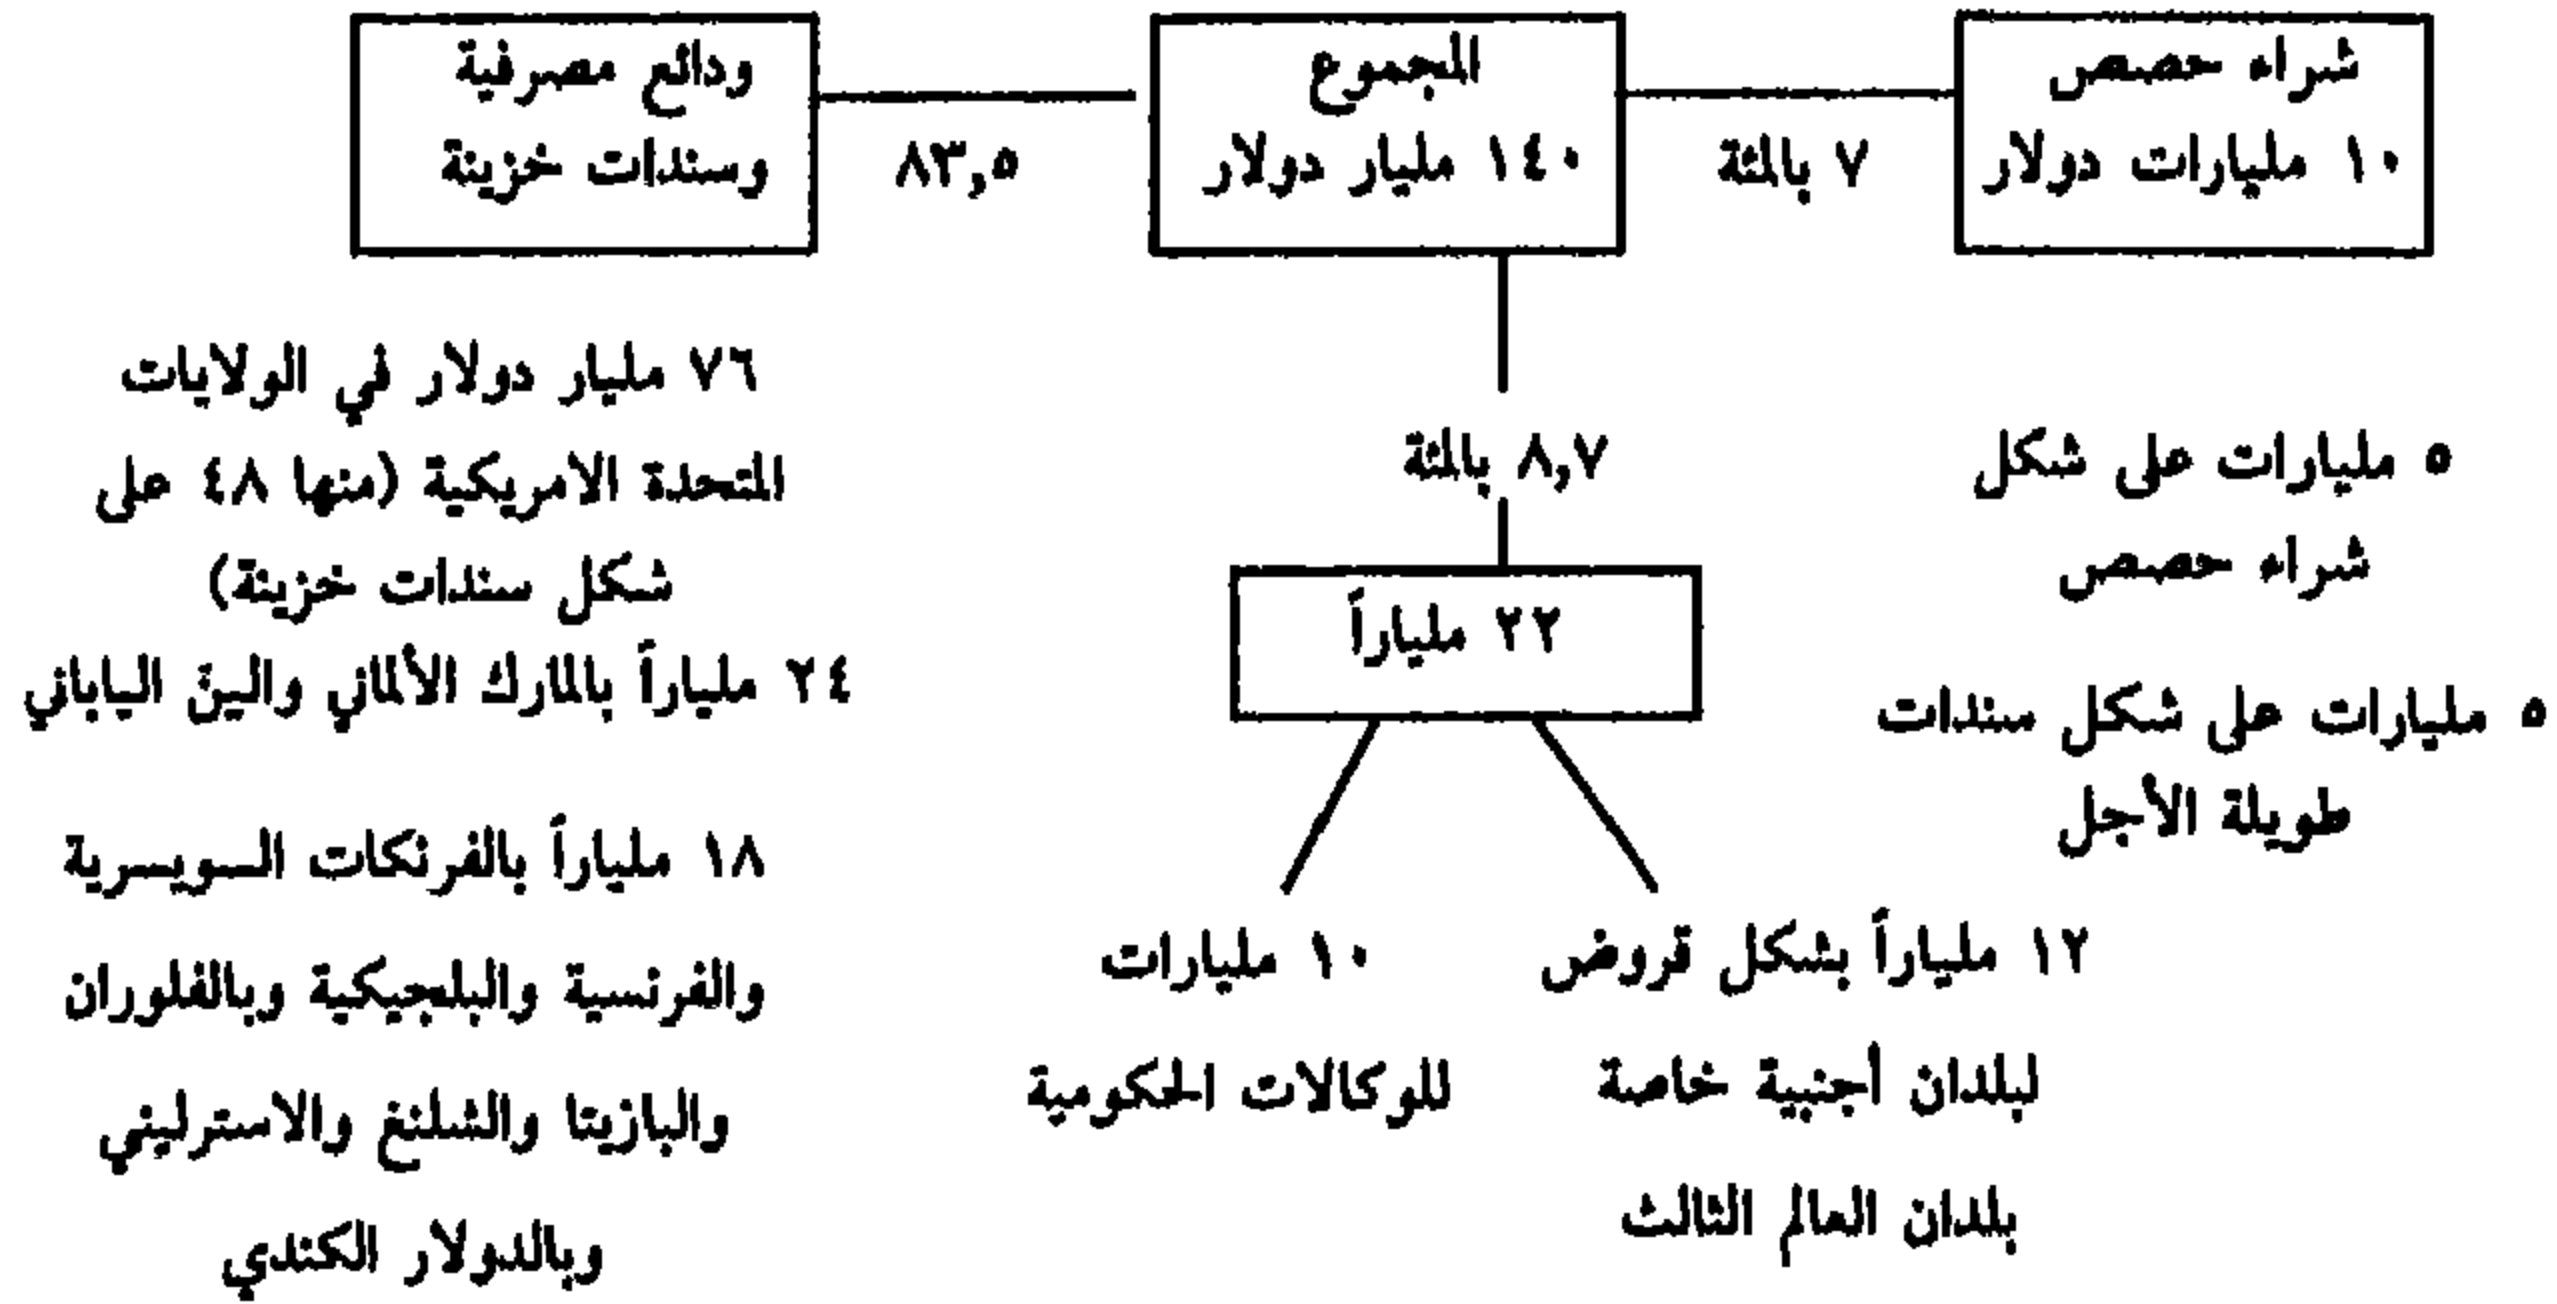 شراء حصص
١٠ مليارات دولار
٧ بالمئة
المجموع
١٤٠ مليار دولار
٨٣,٥
ودائع مصرفية
وسندات خزينة
٥ مليارات على شكل
شراء حصص
٥ مليارات على شكل سندات
طويلة الأجل
٨,٧ بالمئة
٢٢ ملياراً
١٢ ملياراً بشكل قروض
لبلدان أجنبية خاصة
بلدان العالم الثالث
١٠ مليارات
للوكالات الحكومية
٧٦ مليار دولار في الولايات
المتحدة الامريكية (منها ٤٨ على
شكل سندات خزينة)
٢٤ ملياراً بالمارك الألماني والين الياباني
١٨ ملياراً بالفرنكات السويسرية
والفرنسية والبلجيكية وبالفلوران
والبازيتا والشلنغ والاسترليني
وبالدولار الكندي